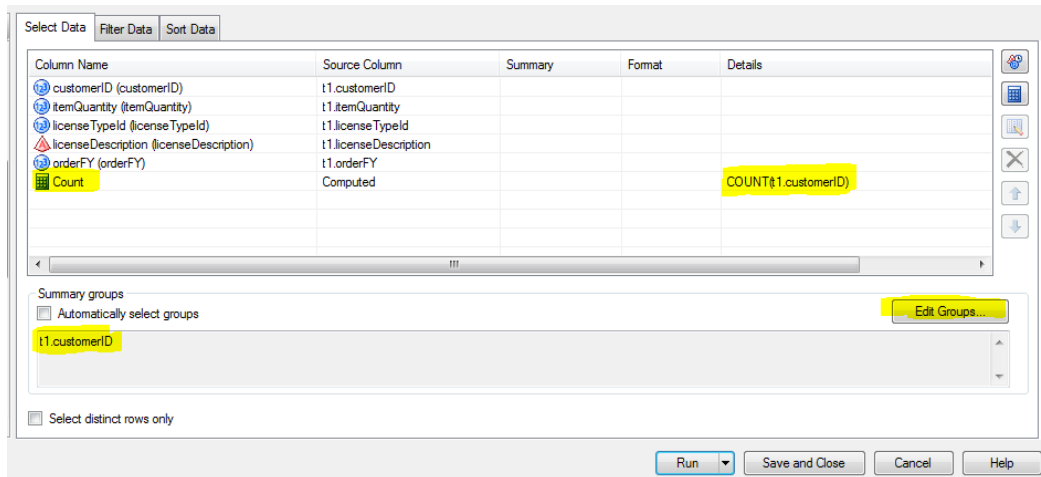 Select Data Filter Data Sort Data
Column Name Source Column Summary Format Details
customerID (customerID) t1.customerID
itemQuantity (itemQuantity) t1.itemQuantity
licenseTypeId (licenseTypeId) t1.licenseTypeId
licenseDescription (licenseDescription) t1.licenseDescription
orderFY (orderFY) t1.orderFY
Count Computed COUNT(t1.customerID)
Summary groups
Automatically select groups Edit Groups...
t1.customerID
Select distinct rows only
Run Save and Close Cancel Help